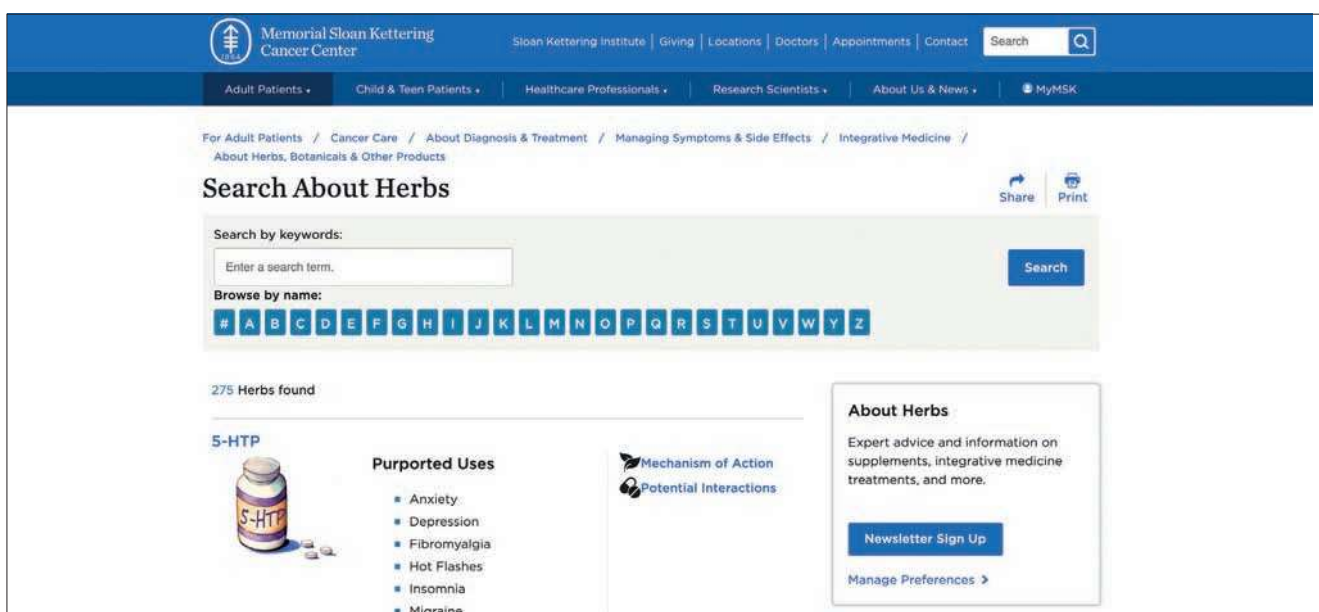 Memorial Sloan Kettering
Cancer Center
1884
Sloan Kettering Institute | Giving | Locations | Doctors | Appointments | Contact
Search
Adult Patients
Child & Teen Patients
Healthcare Professionals
Research Scientists
About Us & News
MyMSK
For Adult Patients / Cancer Care / About Diagnosis & Treatment / Managing Symptoms & Side Effects / Integrative Medicine /
About Herbs, Botanicals & Other Products
Search About Herbs
Share
Print
Search by keywords:
Enter a search term.
Search
Browse by name:
# A B C D E F G H I J K L M N O P Q R S T U V W Y Z
275 Herbs found
5-HTP
5-HTP
Purported Uses
Anxiety
Depression
Fibromyalgia
Hot Flashes
Insomnia
Migraine
Mechanism of Action
Potential Interactions
About Herbs
Expert advice and information on
supplements, integrative medicine
treatments, and more.
Newsletter Sign Up
Manage Preferences >